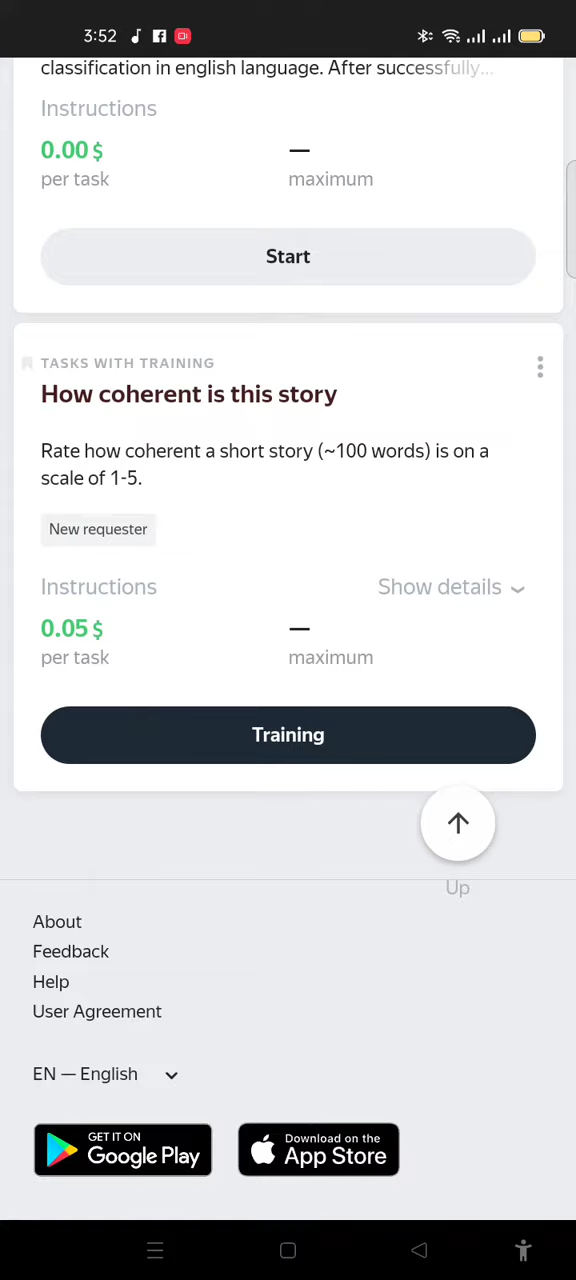 3:52
classification in english language. After successfully...
Instructions
0.00 $ —
per task maximum
Start
TASKS WITH TRAINING
How coherent is this story
Rate how coherent a short story (~100 words) is on a
scale of 1-5.
New requester
Instructions Show details
0.05 $ —
per task maximum
Training
Up
About
Feedback
Help
User Agreement
EN — English
GET IT ON
Google Play
Download on the
App Store